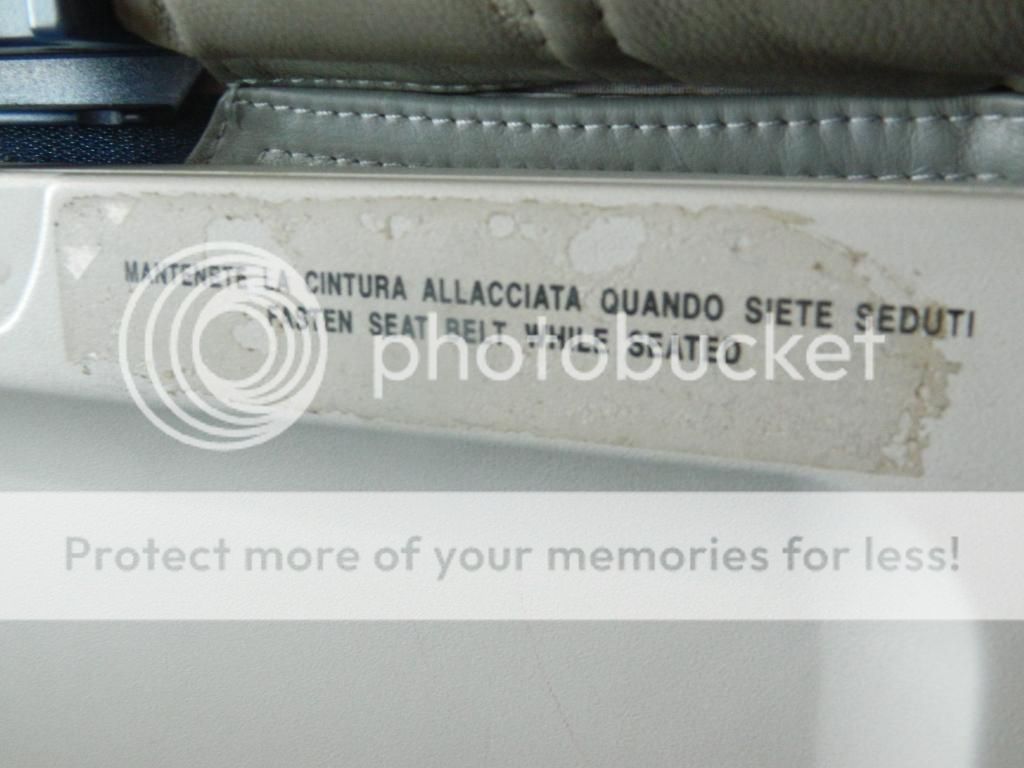 MANTENETE LA CINTURA ALLACCIATA QUANDO SIETE SEDUTI
FASTEN SEAT BELT WHILE SEATED
photobucket
Protect more of your memories for less!